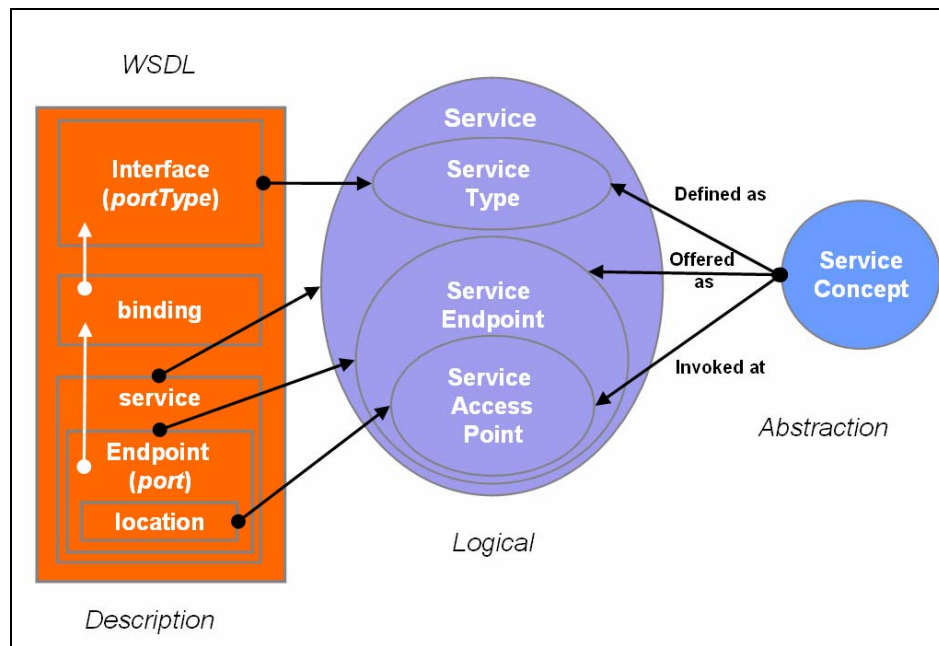 WSDL
Interface
(portType)
binding
service
Endpoint
(port)
location
Description
Service
Service
Type
Service
Endpoint
Service
Access
Point
Logical
Defined as
Offered
as
Invoked at
Service
Concept
Abstraction